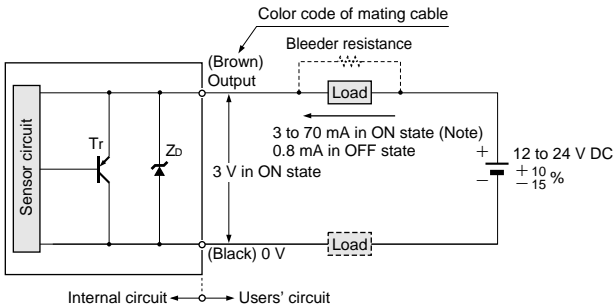 Color code of mating cable
Bleeder resistance
(Brown)
Output
Load
3 to 70 mA in ON state (Note)
0.8 mA in OFF state
Sensor circuit
Tr
ZD
3 V in ON state
+
−
12 to 24 V DC
+ 10
− 15 %
(Black) 0 V
Load
Internal circuit
Users’ circuit